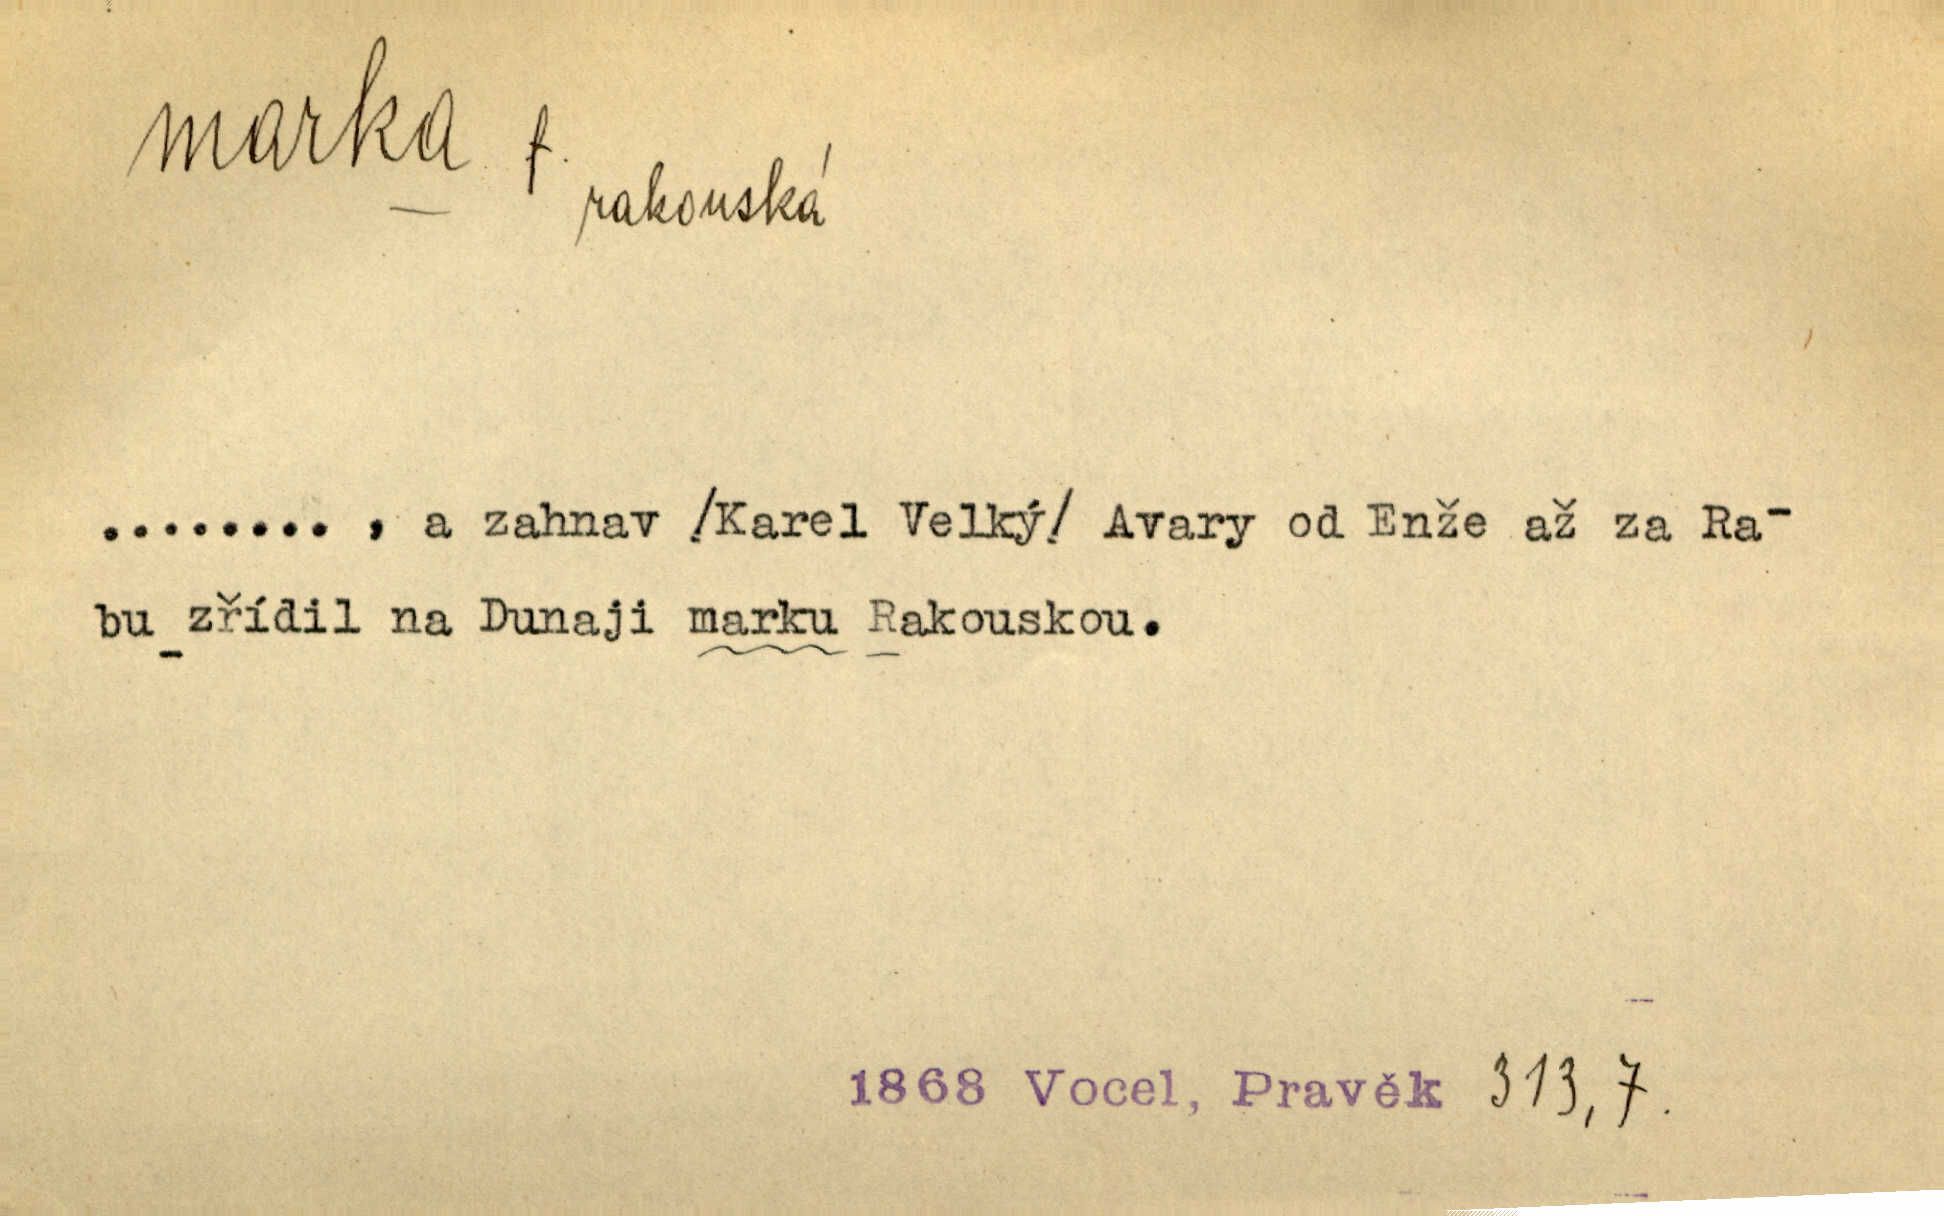 marka f.
rakouská
........ , a zahnav /Karel Velký/ Avary od Enže až za Ra-
bu zřídil na Dunaji marku Rakouskou.
1868 Vocel, Pravěk 313,7.